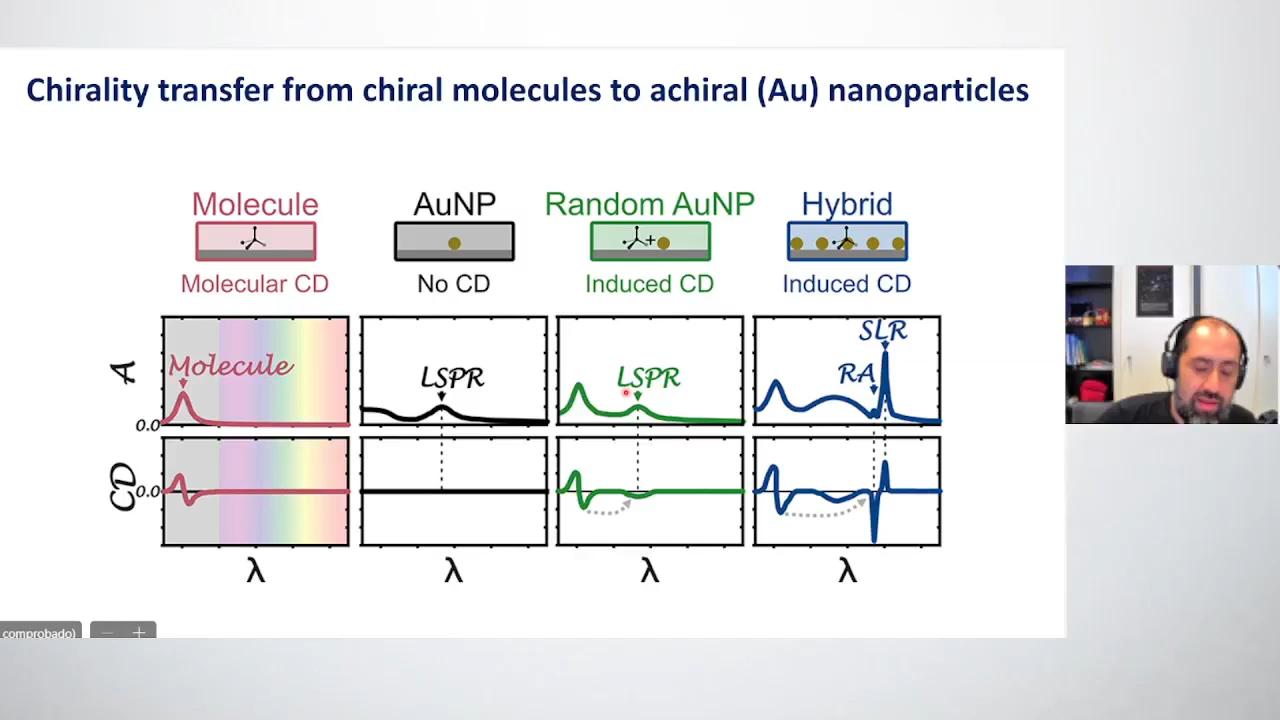 Chirality transfer from chiral molecules to achiral (Au) nanoparticles
Molecule
AuNP
Random AuNP
Hybrid
+
Molecular CD
No CD
Induced CD
Induced CD
A
Molecule
LSPR
LSPR
SLR
RA
0.0
CD
0.0
λ
λ
λ
λ
comprobado)